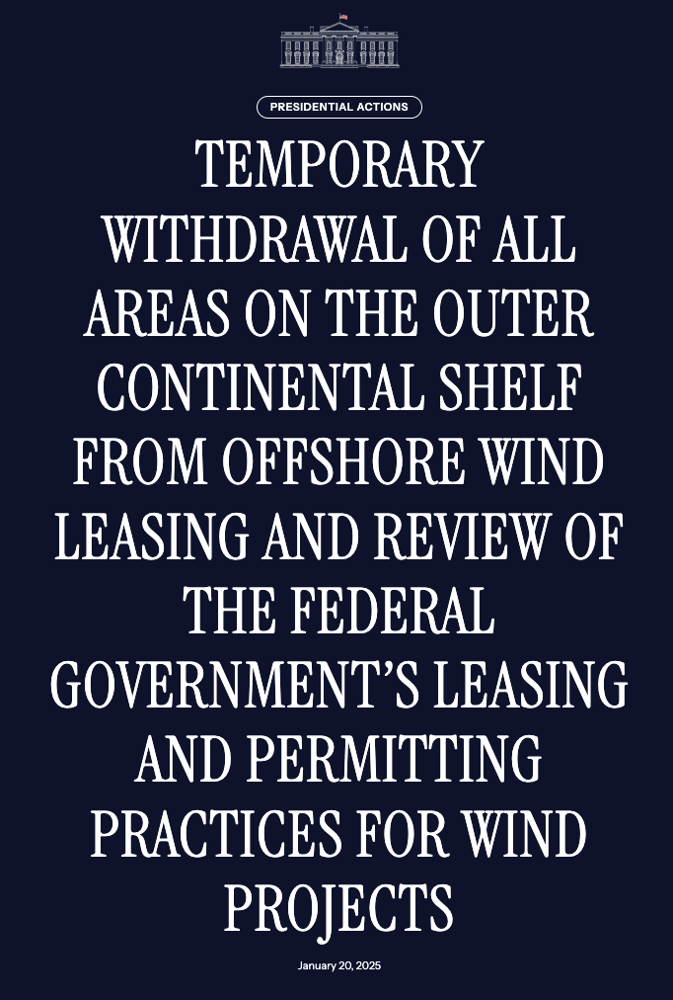 PRESIDENTIAL ACTIONS
TEMPORARY
WITHDRAWAL OF ALL
AREAS ON THE OUTER
CONTINENTAL SHELF
FROM OFFSHORE WIND
LEASING AND REVIEW OF
THE FEDERAL
GOVERNMENT’S LEASING
AND PERMITTING
PRACTICES FOR WIND
PROJECTS
January 20, 2025